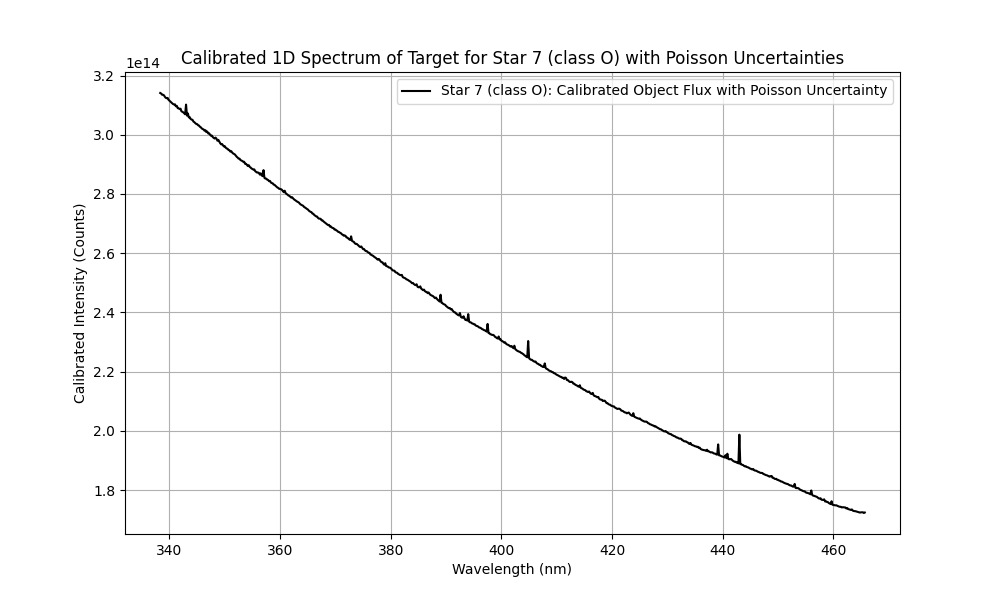 Calibrated 1D Spectrum of Target for Star 7 (class O) with Poisson Uncertainties
1e14
Star 7 (class O): Calibrated Object Flux with Poisson Uncertainty
3.2
3.0
2.8
2.6
2.4
2.2
2.0
1.8
Calibrated Intensity (Counts)
340 360 380 400 420 440 460
Wavelength (nm)